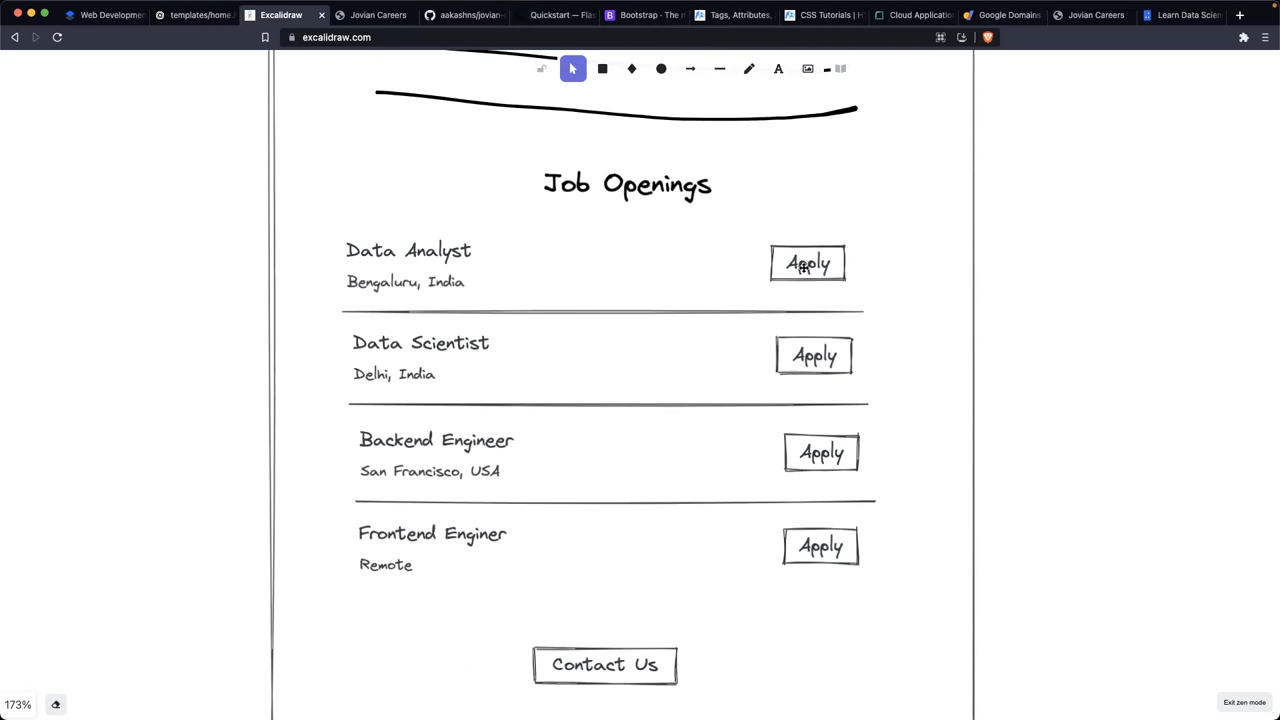 Web Developmen
templates/home.
Excalidraw
Jovian Careers
aakashns/jovian-
Quickstart — Flas
Bootstrap - The m
Tags, Attributes,
CSS Tutorials | H
Cloud Application
Google Domains
Jovian Careers
Learn Data Scien
excalidraw.com
A
Job Openings
Data Analyst
Apply
Bengaluru, India
Data Scientist
Apply
Delhi, India
Backend Engineer
Apply
San Francisco, USA
Frontend Enginer
Apply
Remote
Contact Us
173%
Exit zen mode